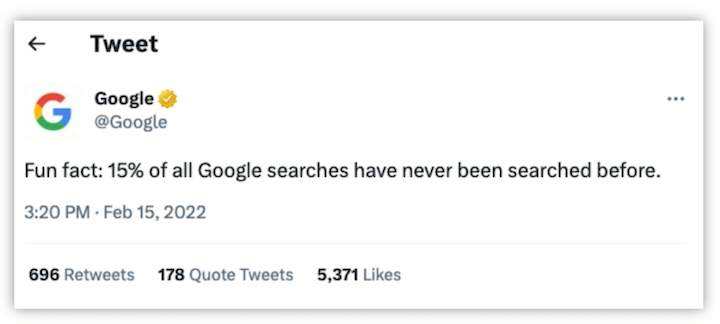 ← Tweet
Google
@Google
Fun fact: 15% of all Google searches have never been searched before.
3:20 PM · Feb 15, 2022
696 Retweets 178 Quote Tweets 5,371 Likes